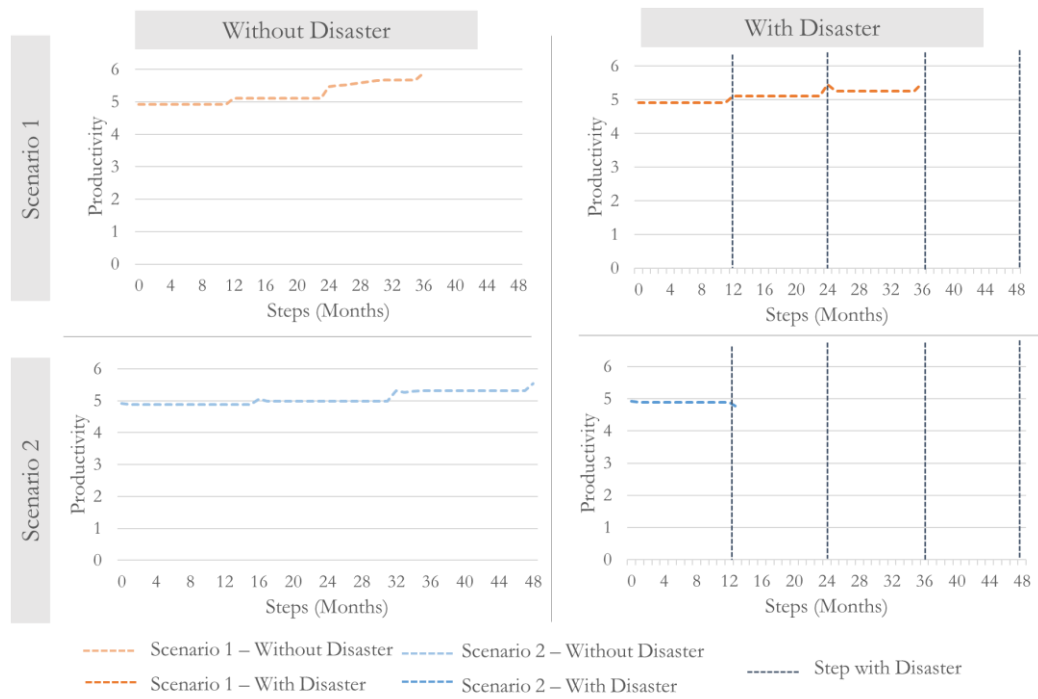 Without Disaster
With Disaster
Scenario 1
Productivity
6
5
4
3
2
1
0
0 4 8 12 16 20 24 28 32 36 40 44 48
Steps (Months)
Productivity
6
5
4
3
2
1
0
0 4 8 12 16 20 24 28 32 36 40 44 48
Steps (Months)
Scenario 2
Productivity
6
5
4
3
2
1
0
0 4 8 12 16 20 24 28 32 36 40 44 48
Steps (Months)
Productivity
6
5
4
3
2
1
0
0 4 8 12 16 20 24 28 32 36 40 44 48
Steps (Months)
Scenario 1 – Without Disaster
Scenario 2 – Without Disaster
Step with Disaster
Scenario 1 – With Disaster
Scenario 2 – With Disaster